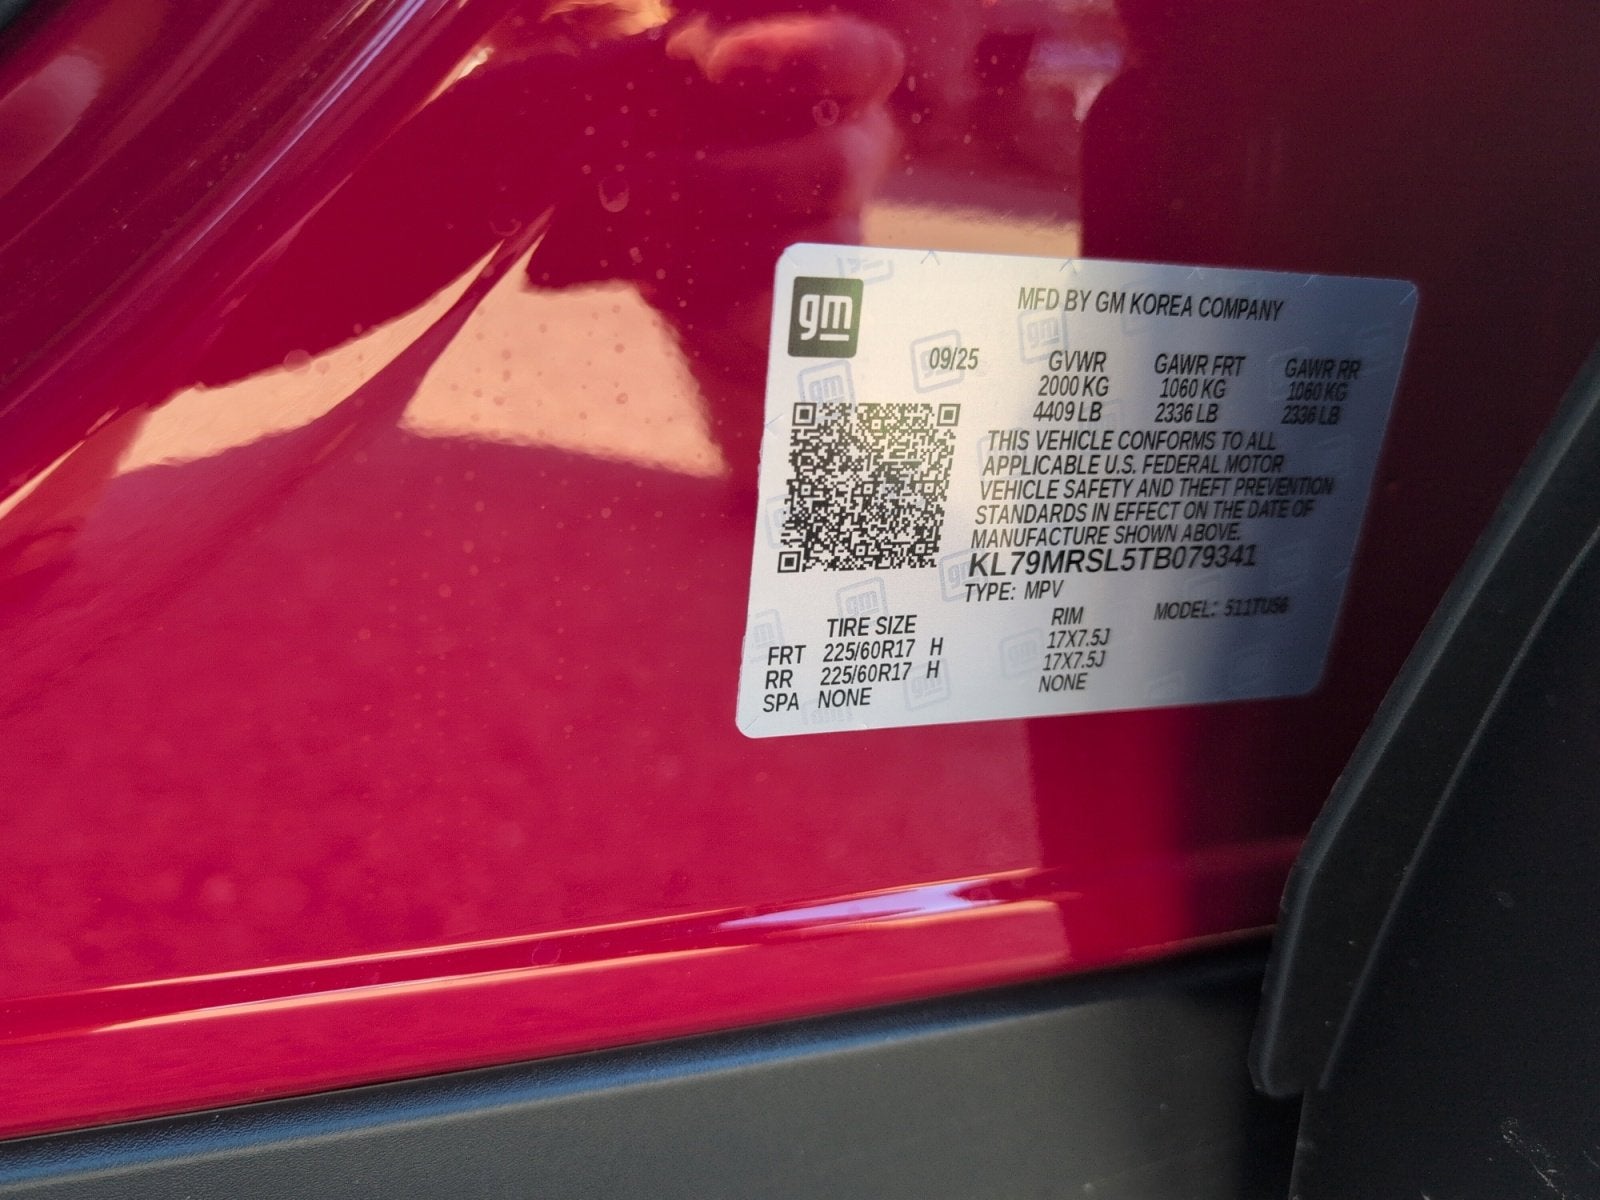 gm
MFD BY GM KOREA COMPANY
09/25 GVWR GAWR FRT GAWR RR
2000 KG 1060 KG 1060 KG
4409 LB 2336 LB 2336 LB
THIS VEHICLE CONFORMS TO ALL
APPLICABLE U.S. FEDERAL MOTOR
VEHICLE SAFETY AND THEFT PREVENTION
STANDARDS IN EFFECT ON THE DATE OF
MANUFACTURE SHOWN ABOVE.
KL79MRSL5TB079341
TYPE: MPV MODEL: 511TU56
TIRE SIZE RIM
FRT 225/60R17 H 17X7.5J
RR 225/60R17 H 17X7.5J
SPA NONE NONE